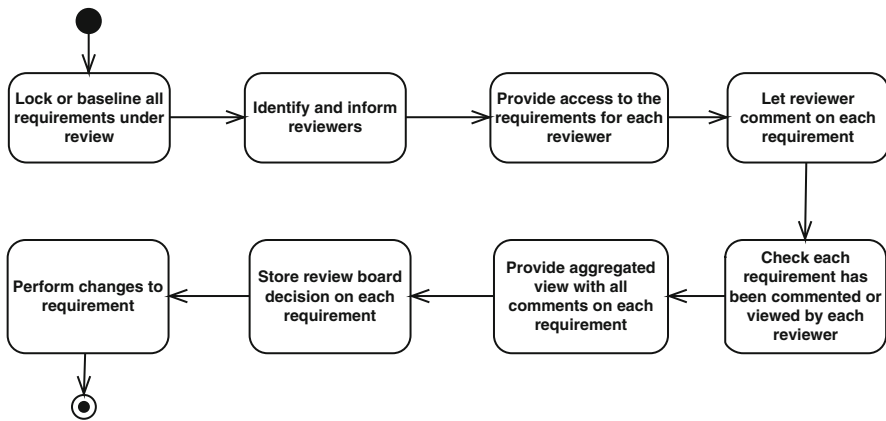 Lock or baseline all
requirements under
review
Identify and inform
reviewers
Provide access to the
requirements for each
reviewer
Let reviewer
comment on each
requirement
Check each
requirement has
been commented or
viewed by each
reviewer
Provide aggregated
view with all
comments on each
requirement
Store review board
decision on each
requirement
Perform changes to
requirement